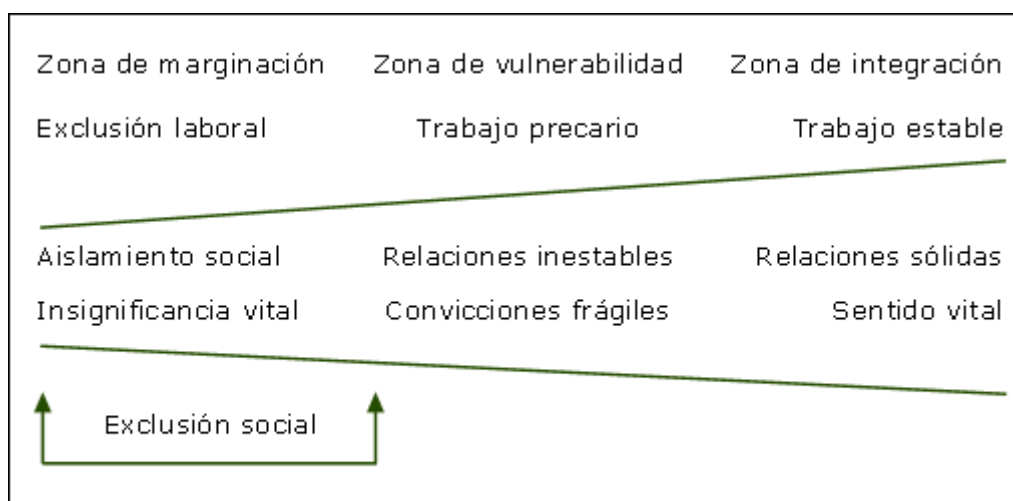 Zona de marginación Zona de vulnerabilidad Zona de integración
Exclusión laboral Trabajo precario Trabajo estable
Aislamiento social Relaciones inestables Relaciones sólidas
Insignificancia vital Convicciones frágiles Sentido vital
Exclusión social